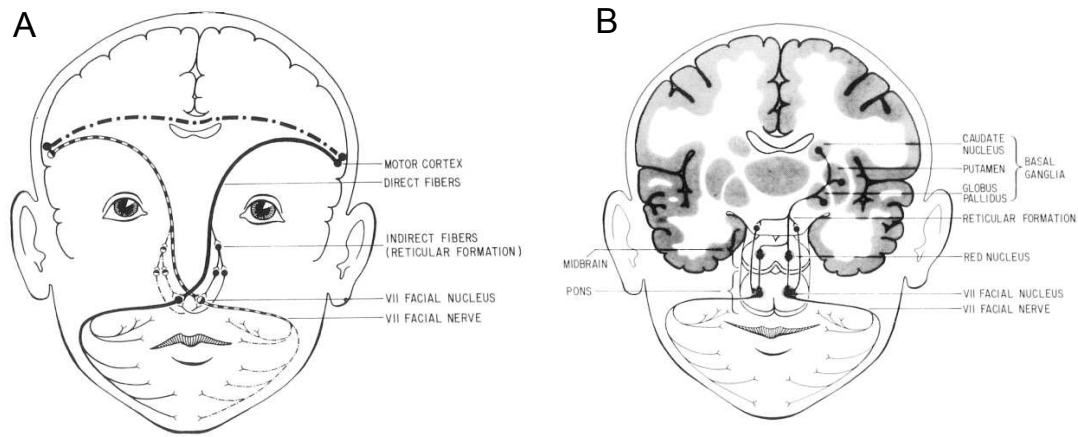 A
MOTOR CORTEX
DIRECT FIBERS
INDIRECT FIBERS
(RETICULAR FORMATION)
VII FACIAL NUCLEUS
VII FACIAL NERVE
B
CAUDATE
NUCLEUS
PUTAMEN
GLOBUS
PALLIDUS
BASAL
GANGLIA
RETICULAR FORMATION
RED NUCLEUS
MIDBRAIN
PONS
VII FACIAL NUCLEUS
VII FACIAL NERVE